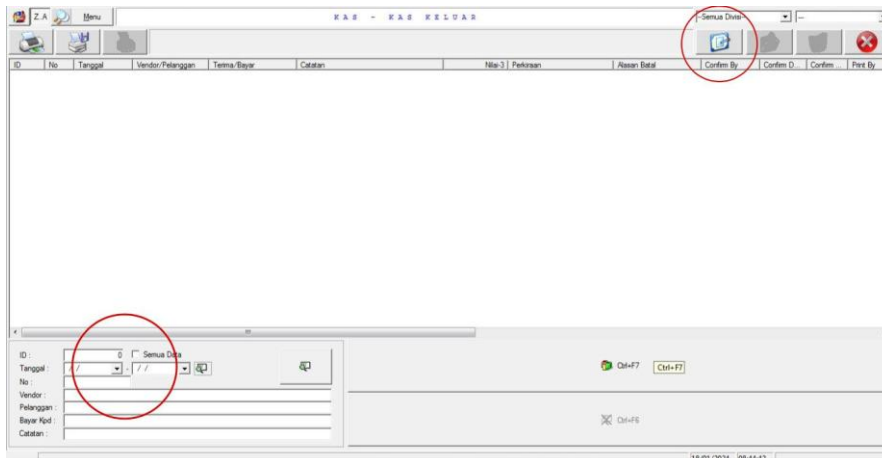 Z.A Menu KAS - KAS KELUAR --Semua Divisi-- --
ID No Tanggal Vendor/Pelanggan Terima/Bayar Catatan Nilai-3 Perkiraan Alasan Batal Confirm By Confirm D... Confirm ... Print By
ID : 0 Semua Data
Tanggal : / / - / / Ctrl+F7 Ctrl+F7
No :
Vendor :
Pelanggan :
Bayar Kpd : Ctrl+F6
Catatan :